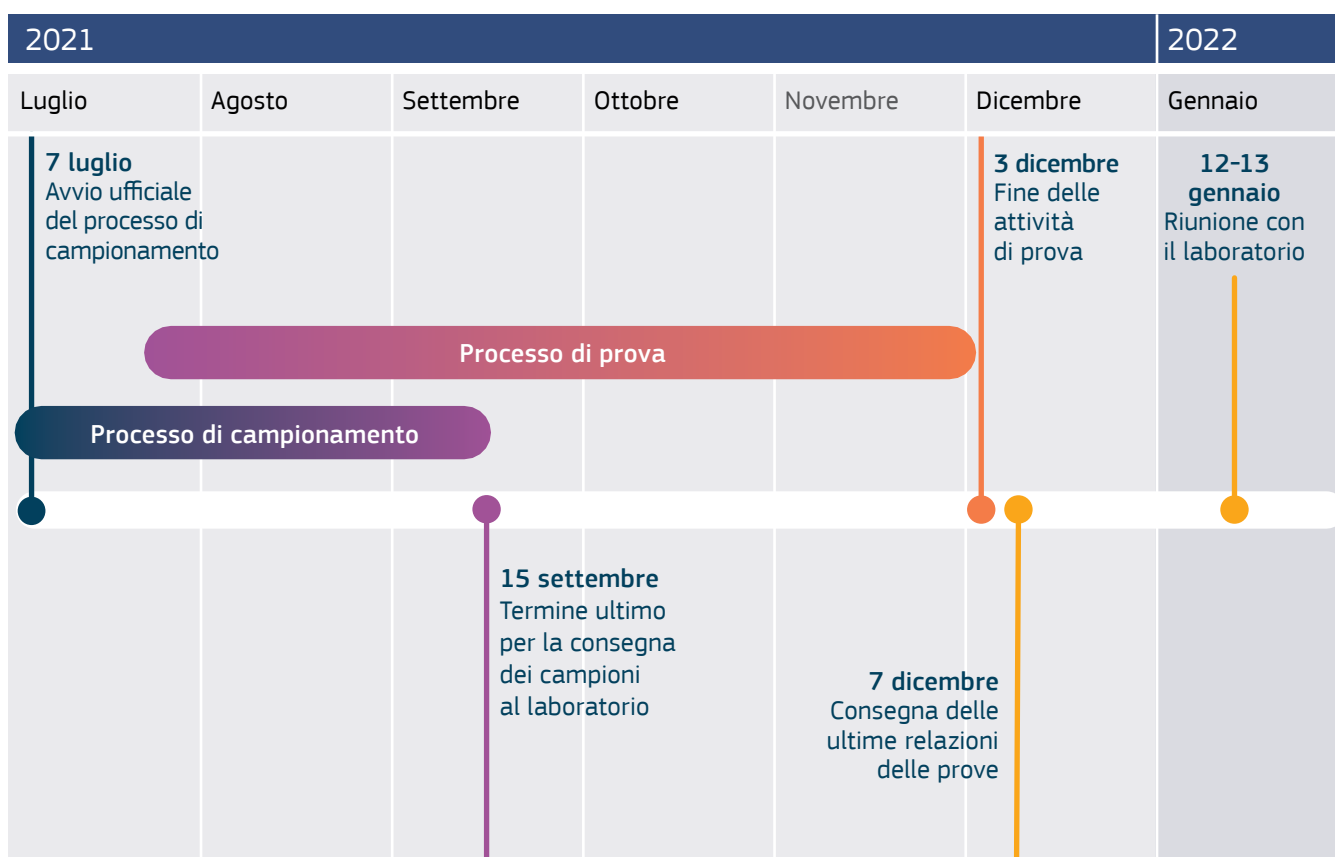 2021
2022
Luglio
Agosto
Settembre
Ottobre
Novembre
Dicembre
Gennaio
7 luglio
Avvio ufficiale
del processo di
campionamento
3 dicembre
Fine delle
attività
di prova
12-13
gennaio
Riunione con
il laboratorio
Processo di prova
Processo di campionamento
15 settembre
Termine ultimo
per la consegna
dei campioni
al laboratorio
7 dicembre
Consegna delle
ultime relazioni
delle prove